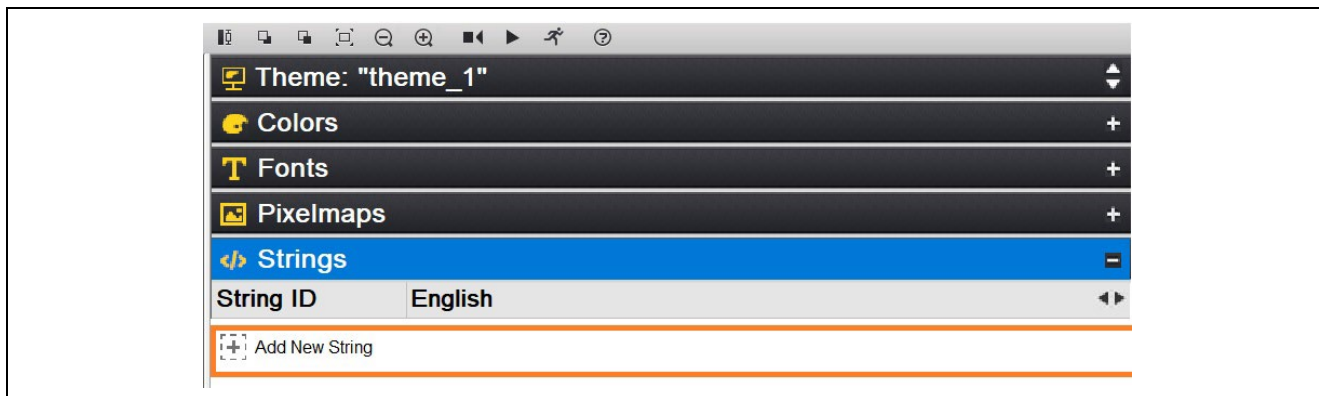 Theme: "theme_1"
Colors
Fonts
Pixelmaps
Strings
String ID English
Add New String